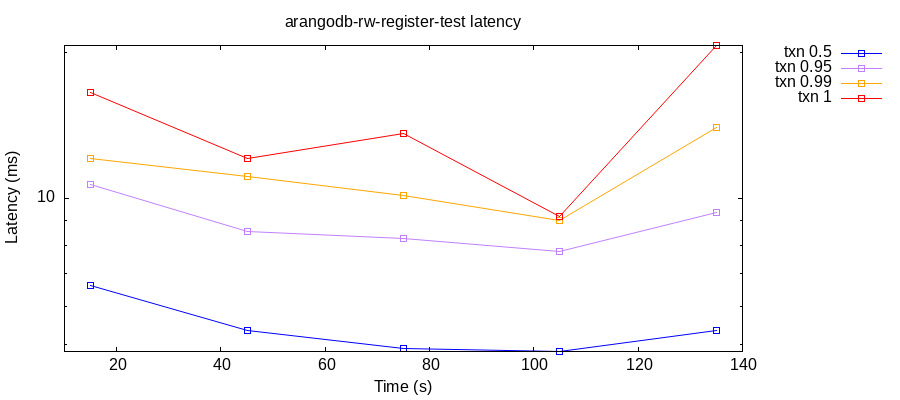 arangodb-rw-register-test latency
txn 0.5
txn 0.95
txn 0.99
txn 1
Latency (ms)
10
20 40 60 80 100 120 140
Time (s)